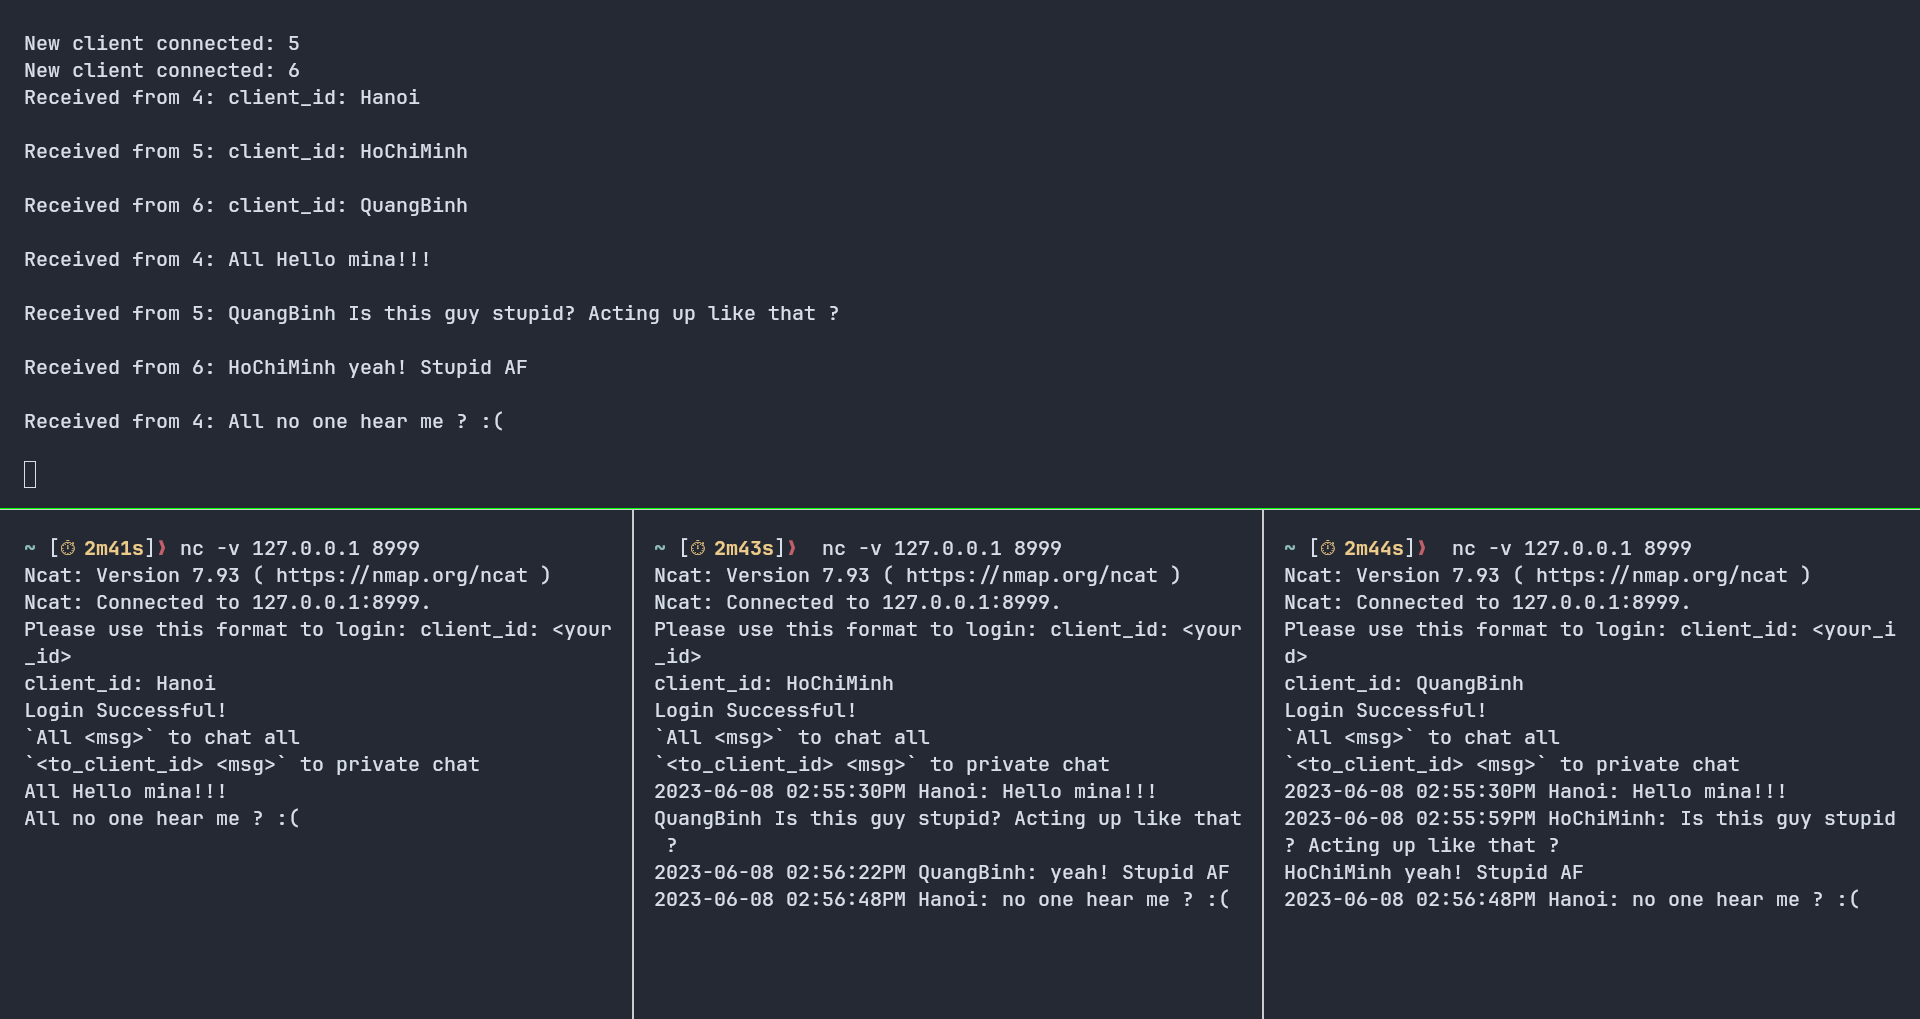 New client connected: 5
New client connected: 6
Received from 4: client_id: Hanoi
Received from 5: client_id: HoChiMinh
Received from 6: client_id: QuangBinh
Received from 4: All Hello mina!!!
Received from 5: QuangBinh Is this guy stupid? Acting up like that ?
Received from 6: HoChiMinh yeah! Stupid AF
Received from 4: All no one hear me ? :(
~ [⏱ 2m41s]❱ nc -v 127.0.0.1 8999
Ncat: Version 7.93 ( https://nmap.org/ncat )
Ncat: Connected to 127.0.0.1:8999.
Please use this format to login: client_id: <your
_id>
client_id: Hanoi
Login Successful!
`All <msg>` to chat all
`<to_client_id> <msg>` to private chat
All Hello mina!!!
All no one hear me ? :(
~ [⏱ 2m43s]❱  nc -v 127.0.0.1 8999
Ncat: Version 7.93 ( https://nmap.org/ncat )
Ncat: Connected to 127.0.0.1:8999.
Please use this format to login: client_id: <your
_id>
client_id: HoChiMinh
Login Successful!
`All <msg>` to chat all
`<to_client_id> <msg>` to private chat
2023-06-08 02:55:30PM Hanoi: Hello mina!!!
QuangBinh Is this guy stupid? Acting up like that
 ?
2023-06-08 02:56:22PM QuangBinh: yeah! Stupid AF
2023-06-08 02:56:48PM Hanoi: no one hear me ? :(
~ [⏱ 2m44s]❱  nc -v 127.0.0.1 8999
Ncat: Version 7.93 ( https://nmap.org/ncat )
Ncat: Connected to 127.0.0.1:8999.
Please use this format to login: client_id: <your_i
d>
client_id: QuangBinh
Login Successful!
`All <msg>` to chat all
`<to_client_id> <msg>` to private chat
2023-06-08 02:55:30PM Hanoi: Hello mina!!!
2023-06-08 02:55:59PM HoChiMinh: Is this guy stupid
? Acting up like that ?
HoChiMinh yeah! Stupid AF
2023-06-08 02:56:48PM Hanoi: no one hear me ? :(